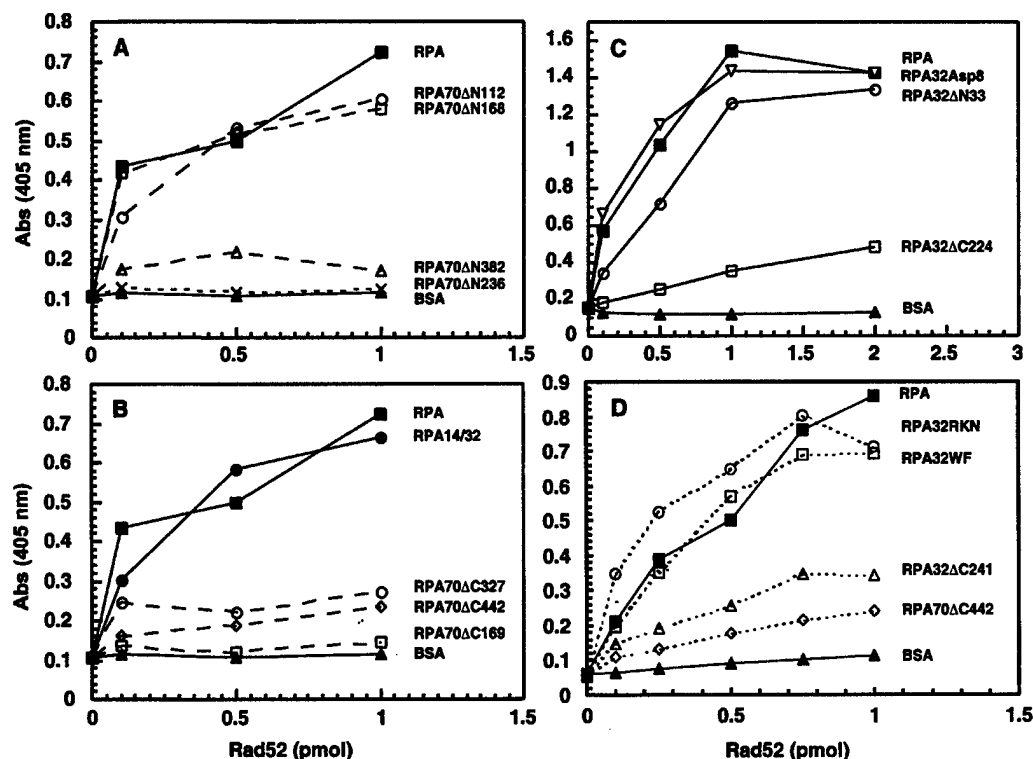 A
Abs (405 nm)
0.8
0.7
0.6
0.5
0.4
0.3
0.2
0.1
0
0
0.5
1
1.5
RPA
RPA70ΔN112
RPA70ΔN168
RPA70ΔN382
RPA70ΔN236
BSA
C
1.6
1.4
1.2
1
0.8
0.6
0.4
0.2
0
0
0.5
1
1.5
2
2.5
3
RPA
RPA32Asp8
RPA32ΔN33
RPA32ΔC224
BSA
B
Abs (405 nm)
0.8
0.7
0.6
0.5
0.4
0.3
0.2
0.1
0
0
0.5
1
1.5
Rad52 (pmol)
RPA
RPA14/32
RPA70ΔC327
RPA70ΔC442
RPA70ΔC169
BSA
D
0.9
0.8
0.7
0.6
0.5
0.4
0.3
0.2
0.1
0
0
0.5
1
1.5
Rad52 (pmol)
RPA
RPA32RKN
RPA32WF
RPA32ΔC241
RPA70ΔC442
BSA